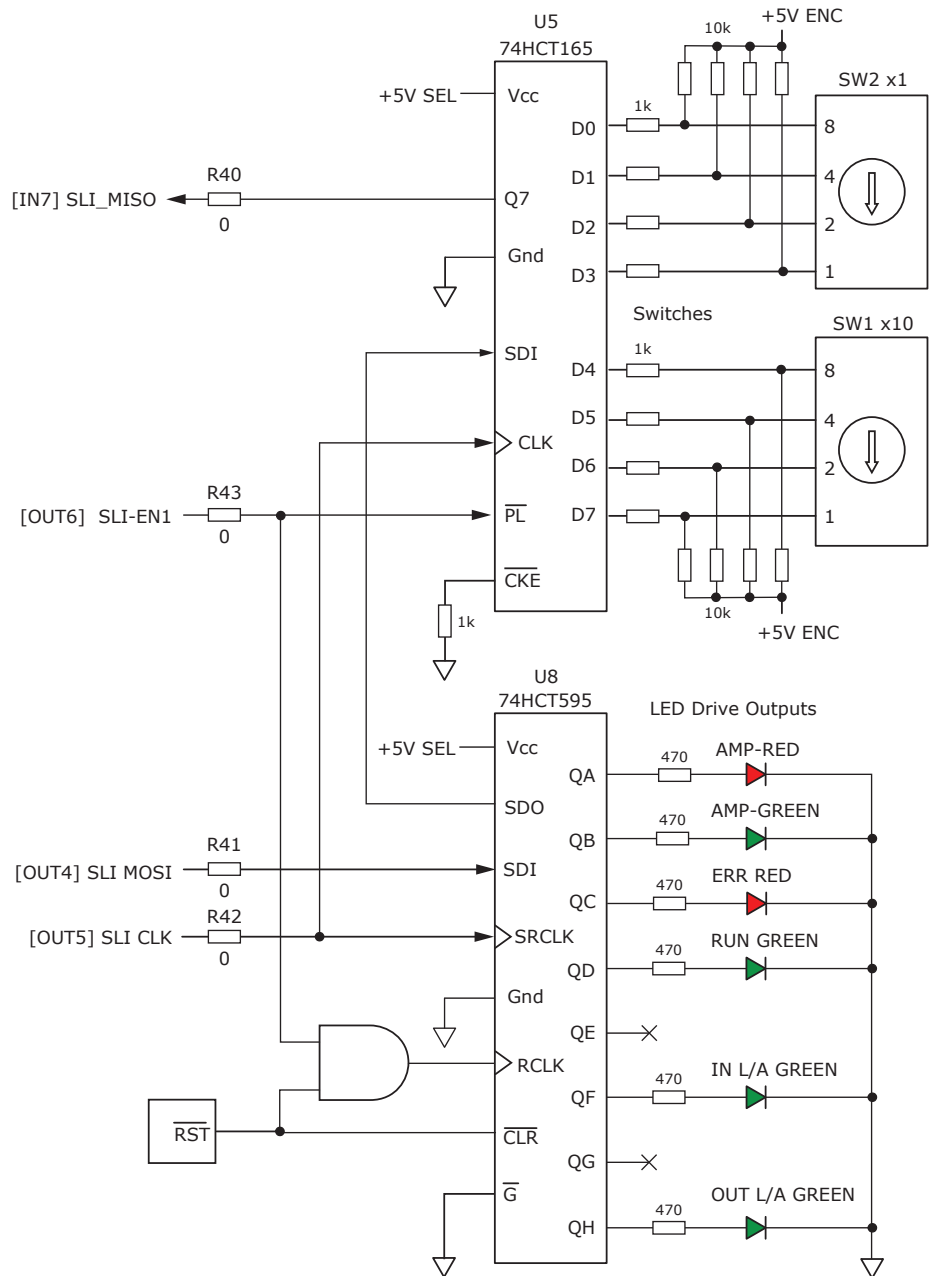 U5
74HCT165
+5V SEL
Vcc
[IN7] SLI_MISO
R40
0
Q7
Gnd
SDI
CLK
[OUT6] SLI-EN1
R43
0
PL
CKE
1k
D0
D1
D2
D3
D4
D5
D6
D7
1k
10k
+5V ENC
SW2 x1
8
4
2
1
Switches
1k
SW1 x10
8
4
2
1
10k
+5V ENC
U8
74HCT595
+5V SEL
Vcc
SDO
[OUT4] SLI MOSI
R41
0
SDI
[OUT5] SLI CLK
R42
0
SRCLK
Gnd
RCLK
RST
CLR
G
LED Drive Outputs
QA
470
AMP-RED
QB
470
AMP-GREEN
QC
470
ERR RED
QD
470
RUN GREEN
QE
QF
470
IN L/A GREEN
QG
QH
470
OUT L/A GREEN